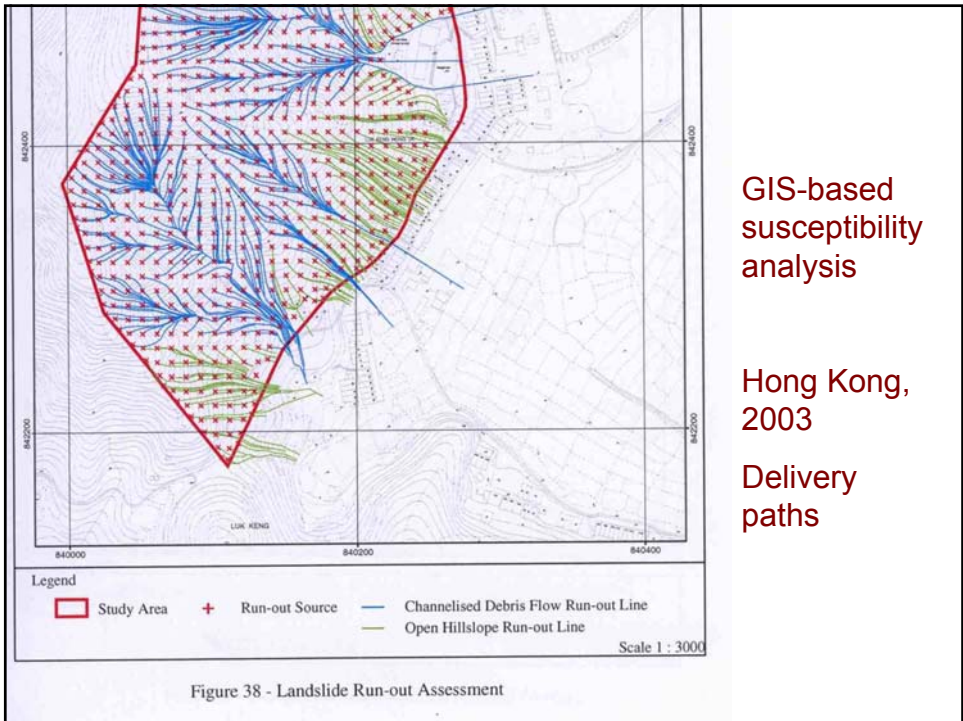 842400
842400
GIS-based
susceptibility
analysis
Hong Kong,
2003
842200
842200
Delivery
paths
LUK KENG
840000
840200
840400
Legend
Study Area
Run-out Source
Channelised Debris Flow Run-out Line
Open Hillslope Run-out Line
Scale 1 : 3000
Figure 38 - Landslide Run-out Assessment